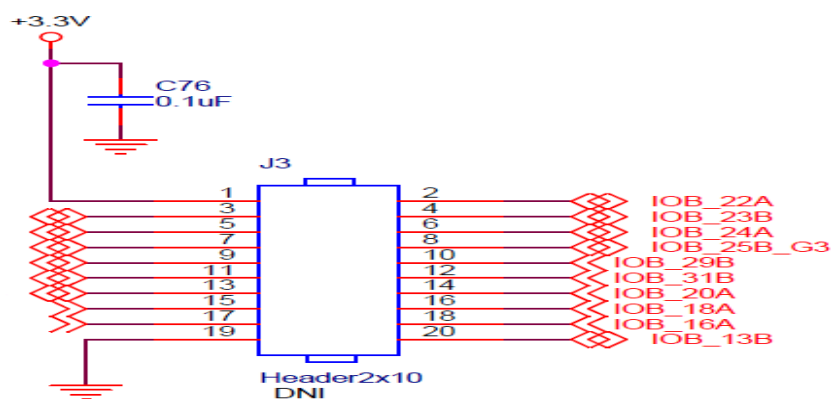 +3.3V
C76
0.1uF
J3
1 2 IOB_22A
3 4 IOB_23B
5 6 IOB_24A
7 8 IOB_25B_G3
9 10 IOB_29B
11 12 IOB_31B
13 14 IOB_20A
15 16 IOB_18A
17 18 IOB_16A
19 20 IOB_13B
Header2x10
DNI